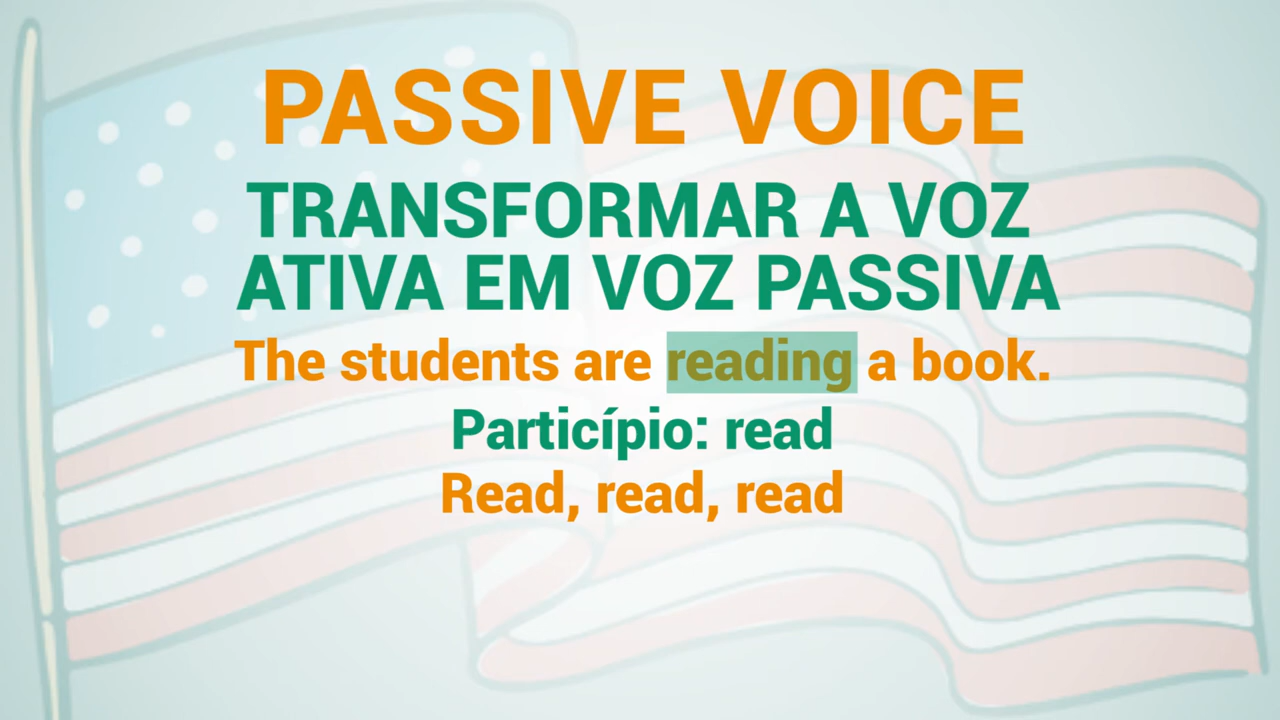 PASSIVE VOICE
TRANSFORMAR A VOZ
ATIVA EM VOZ PASSIVA
The students are reading a book.
Particípio: read
Read, read, read